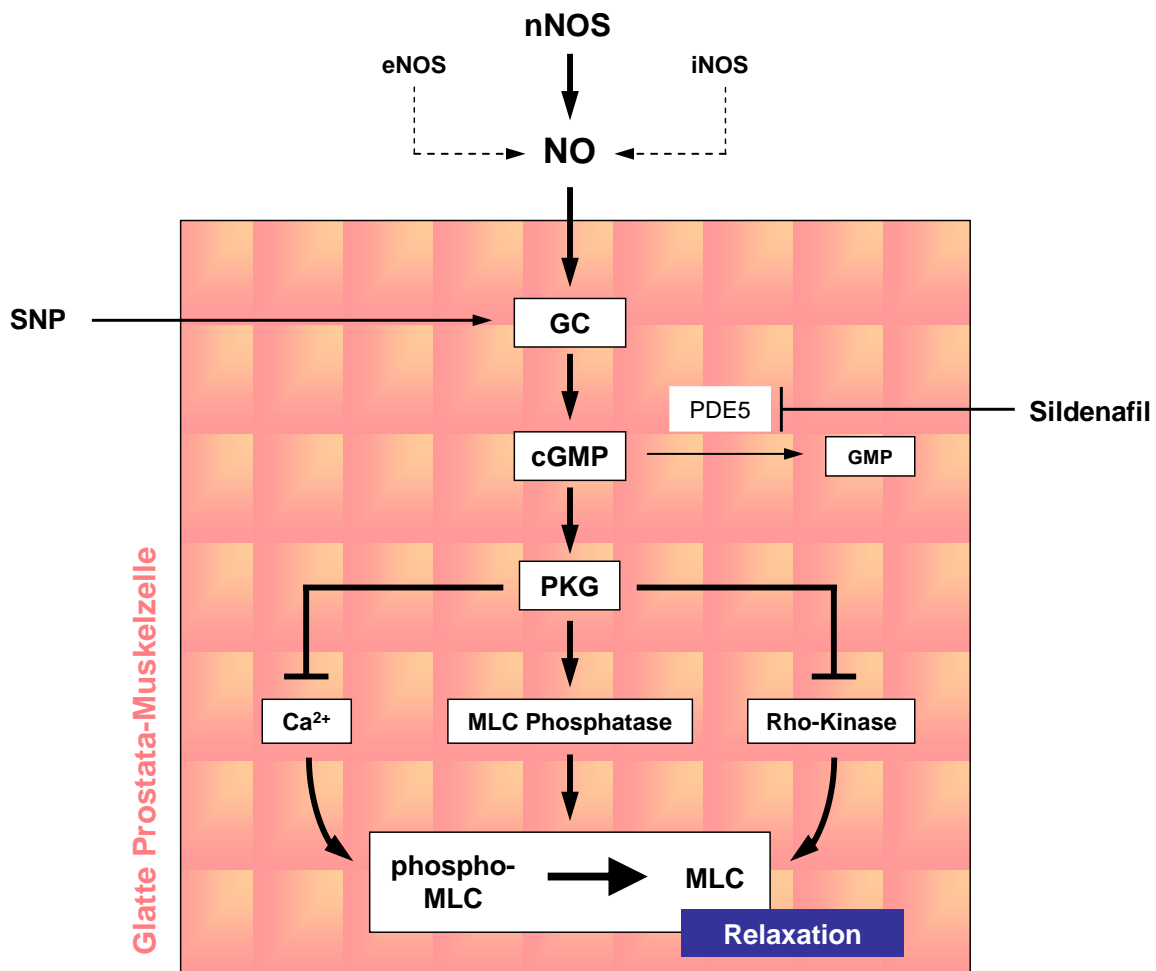 nNOS
eNOS
iNOS
NO
SNP
GC
PDE5
Sildenafil
cGMP
GMP
PKG
Glatte Prostata-Muskelzelle
Ca²⁺
MLC Phosphatase
Rho-Kinase
phospho-
MLC
MLC
Relaxation